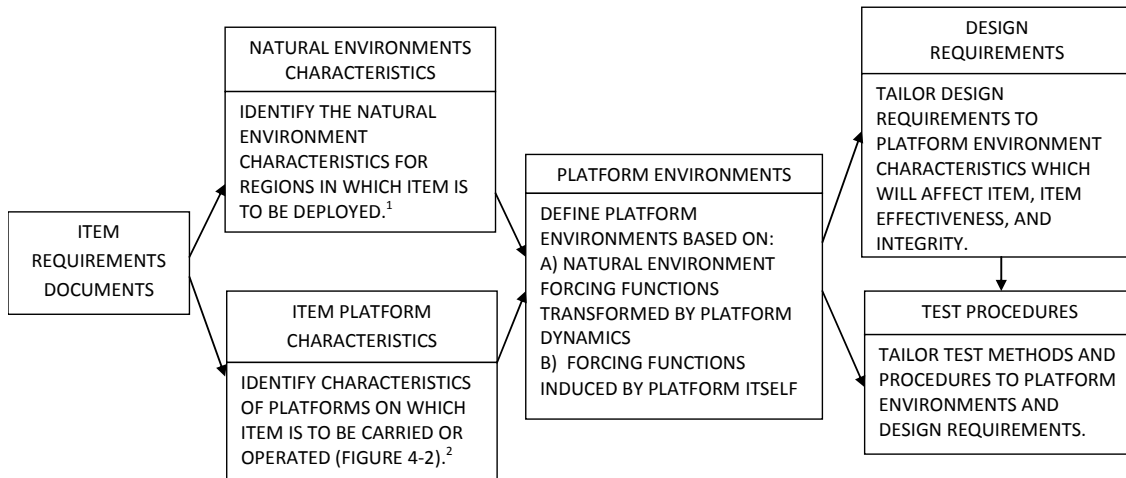 ITEM
REQUIREMENTS
DOCUMENTS
NATURAL ENVIRONMENTS
CHARACTERISTICS
IDENTIFY THE NATURAL
ENVIRONMENT
CHARACTERISTICS FOR
REGIONS IN WHICH ITEM IS
TO BE DEPLOYED.¹
ITEM PLATFORM
CHARACTERISTICS
IDENTIFY CHARACTERISTICS
OF PLATFORMS ON WHICH
ITEM IS TO BE CARRIED OR
OPERATED (FIGURE 4-2).²
PLATFORM ENVIRONMENTS
DEFINE PLATFORM
ENVIRONMENTS BASED ON:
A) NATURAL ENVIRONMENT
FORCING FUNCTIONS
TRANSFORMED BY PLATFORM
DYNAMICS
B) FORCING FUNCTIONS
INDUCED BY PLATFORM ITSELF
DESIGN
REQUIREMENTS
TAILOR DESIGN
REQUIREMENTS TO
PLATFORM ENVIRONMENT
CHARACTERISTICS WHICH
WILL AFFECT ITEM, ITEM
EFFECTIVENESS, AND
INTEGRITY.
TEST PROCEDURES
TAILOR TEST METHODS AND
PROCEDURES TO PLATFORM
ENVIRONMENTS AND
DESIGN REQUIREMENTS.